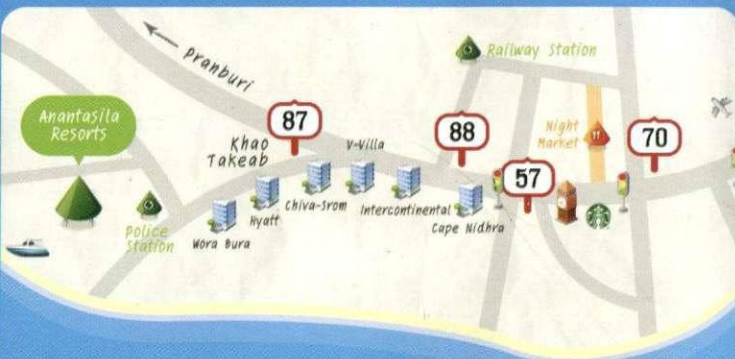 Railway Station
Pranburi
Anantasila
Resorts
87
Khao
Takeab
V-Villa
88
Night
Market
70
57
Chiva-Srom
Intercontinental
Hyatt
Cape Nidhra
Police
Station
Wora Bura